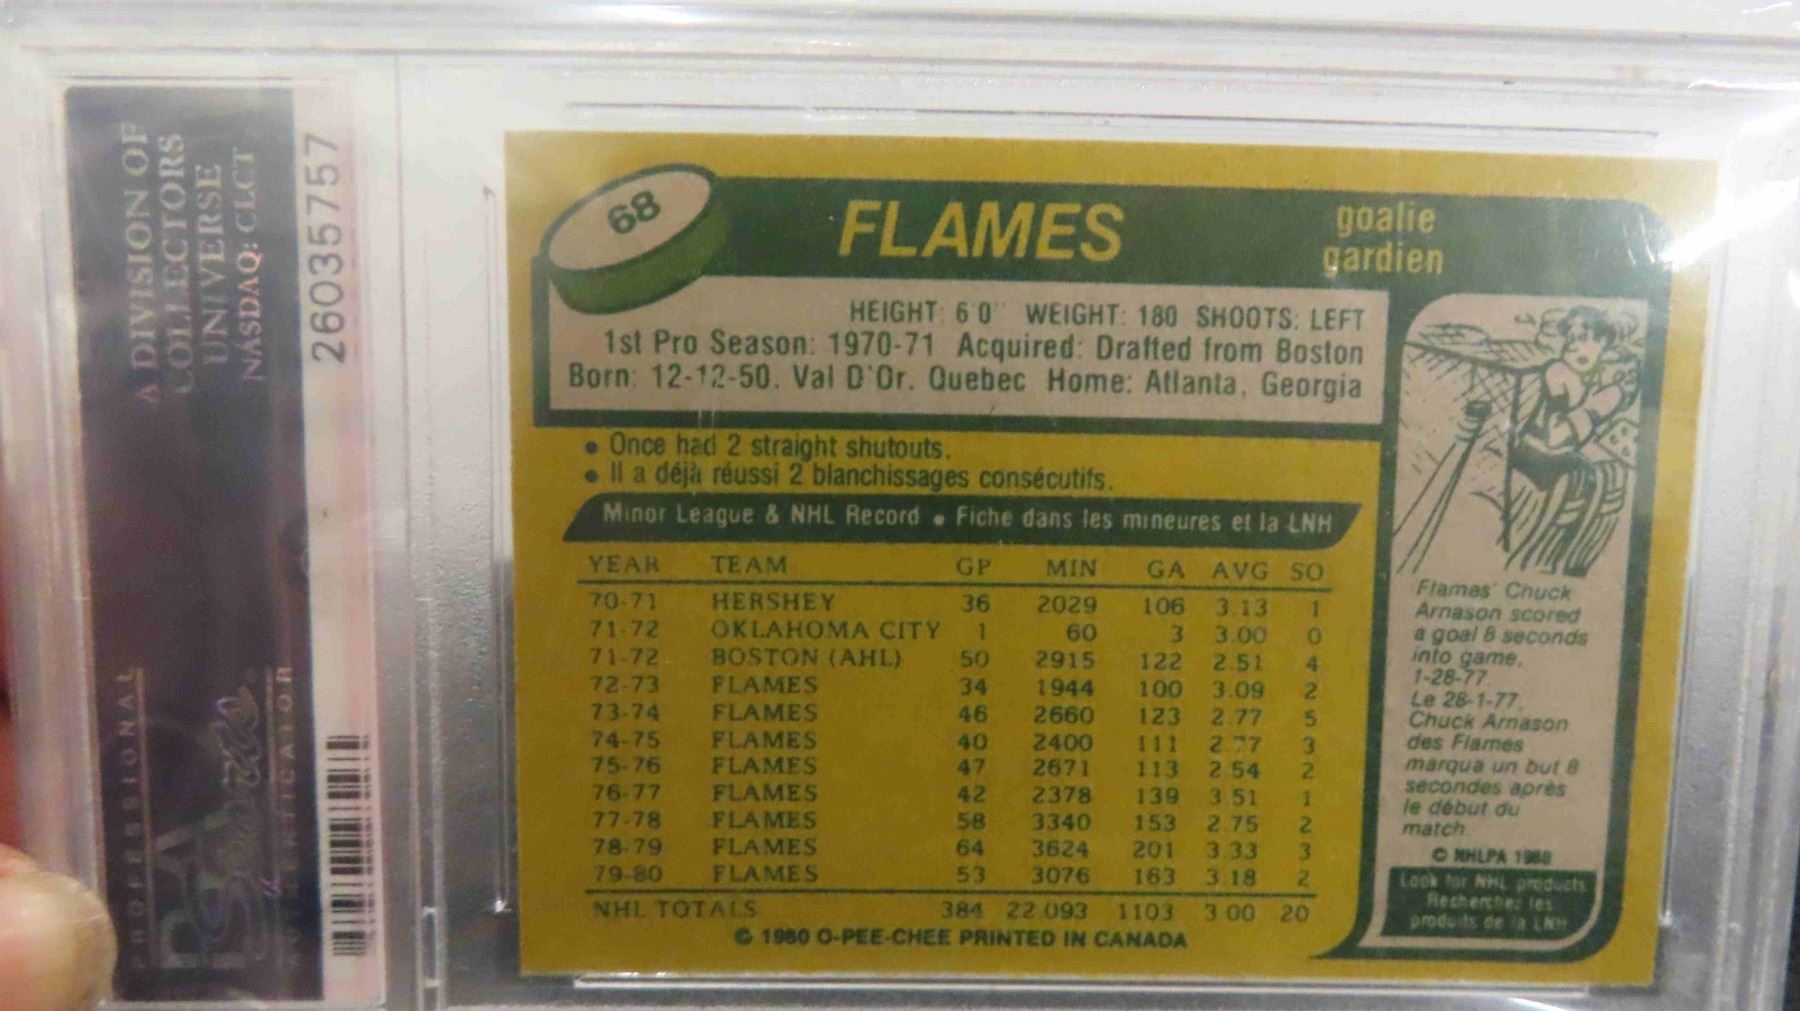 A DIVISION OF
COLLECTORS
UNIVERSE
NASDAQ: CLCT
26035757
PROFESSIONAL
68
FLAMES
goalie
gardien
HEIGHT: 6'0" WEIGHT: 180 SHOOTS: LEFT
1st Pro Season: 1970-71 Acquired: Drafted from Boston
Born: 12-12-50. Val D'Or. Quebec Home: Atlanta, Georgia
• Once had 2 straight shutouts.
• Il a déjà réussi 2 blanchissages consécutifs.
Minor League & NHL Record • Fiche dans les mineures et la LNH
YEAR TEAM GP MIN GA AVG SO
70-71 HERSHEY 36 2029 106 3.13 1
71-72 OKLAHOMA CITY 1 60 3 3.00 0
71-72 BOSTON (AHL) 50 2915 122 2.51 4
72-73 FLAMES 34 1944 100 3.09 2
73-74 FLAMES 46 2660 123 2.77 5
74-75 FLAMES 40 2400 111 2.77 3
75-76 FLAMES 47 2671 113 2.54 2
76-77 FLAMES 42 2378 139 3.51 1
77-78 FLAMES 58 3340 153 2.75 2
78-79 FLAMES 64 3624 201 3.33 3
79-80 FLAMES 53 3076 163 3.18 2
NHL TOTALS 384 22 093 1103 3 00 20
© 1980 O-PEE-CHEE PRINTED IN CANADA
Flames' Chuck
Arnason scored
a goal 8 seconds
into game,
1-28-77.
Le 28-1-77,
Chuck Arnason
des Flames
marqua un but 8
secondes après
le début du
match.
© NHLPA 1980
Look for NHL products
Recherchez les
produits de la LNH